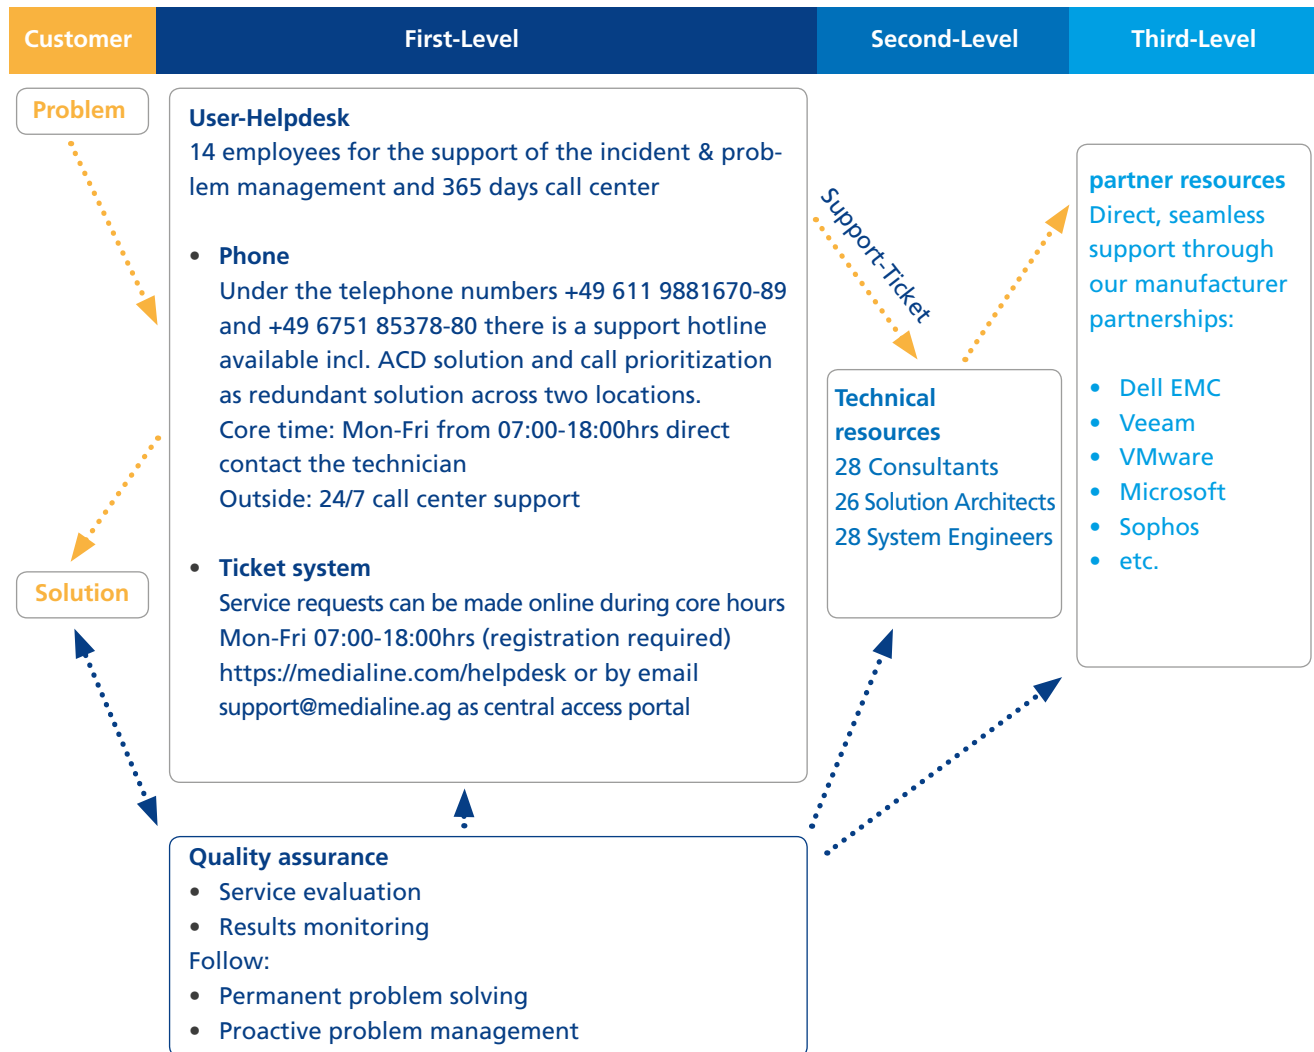 Customer
First-Level
Second-Level
Third-Level
Problem
User-Helpdesk
14 employees for the support of the incident & prob-
lem management and 365 days call center
• Phone
Under the telephone numbers +49 611 9881670-89
and +49 6751 85378-80 there is a support hotline
available incl. ACD solution and call prioritization
as redundant solution across two locations.
Core time: Mon-Fri from 07:00-18:00hrs direct
contact the technician
Outside: 24/7 call center support
• Ticket system
Service requests can be made online during core hours
Mon-Fri 07:00-18:00hrs (registration required)
https://medialine.com/helpdesk or by email
support@medialine.ag as central access portal
Solution
Support-Ticket
Technical
resources
28 Consultants
26 Solution Architects
28 System Engineers
partner resources
Direct, seamless
support through
our manufacturer
partnerships:
• Dell EMC
• Veeam
• VMware
• Microsoft
• Sophos
• etc.
Quality assurance
• Service evaluation
• Results monitoring
Follow:
• Permanent problem solving
• Proactive problem management